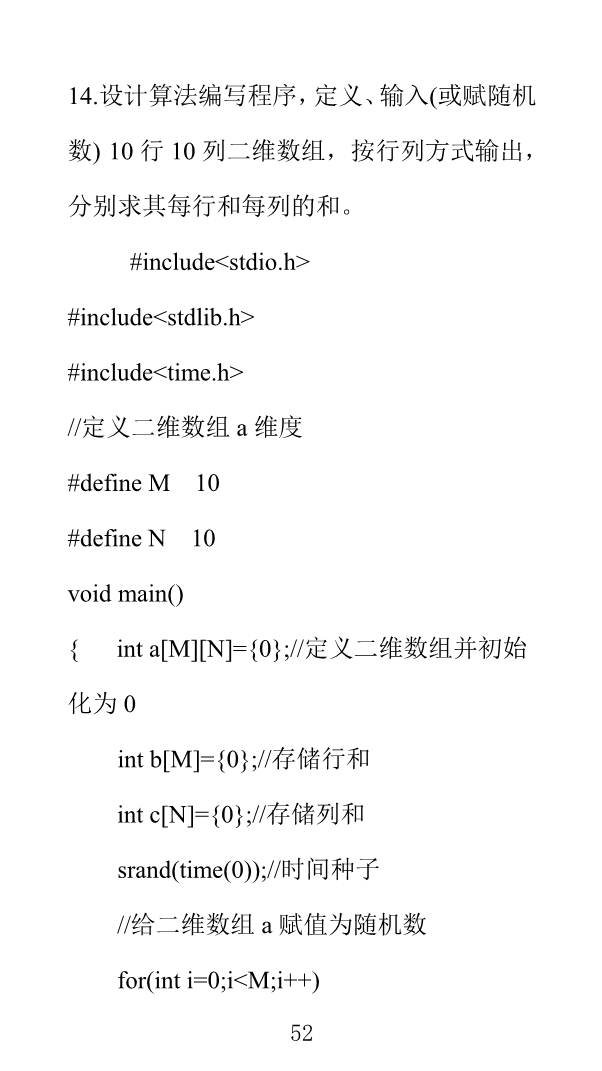 14.设计算法编写程序，定义、输入(或赋随机
数) 10 行 10 列二维数组，按行列方式输出，
分别求其每行和每列的和。
#include<stdio.h>
#include<stdlib.h>
#include<time.h>
//定义二维数组 a 维度
#define M    10
#define N    10
void main()
{      int a[M][N]={0};//定义二维数组并初始
化为 0
int b[M]={0};//存储行和
int c[N]={0};//存储列和
srand(time(0));//时间种子
//给二维数组 a 赋值为随机数
for(int i=0;i<M;i++)
52